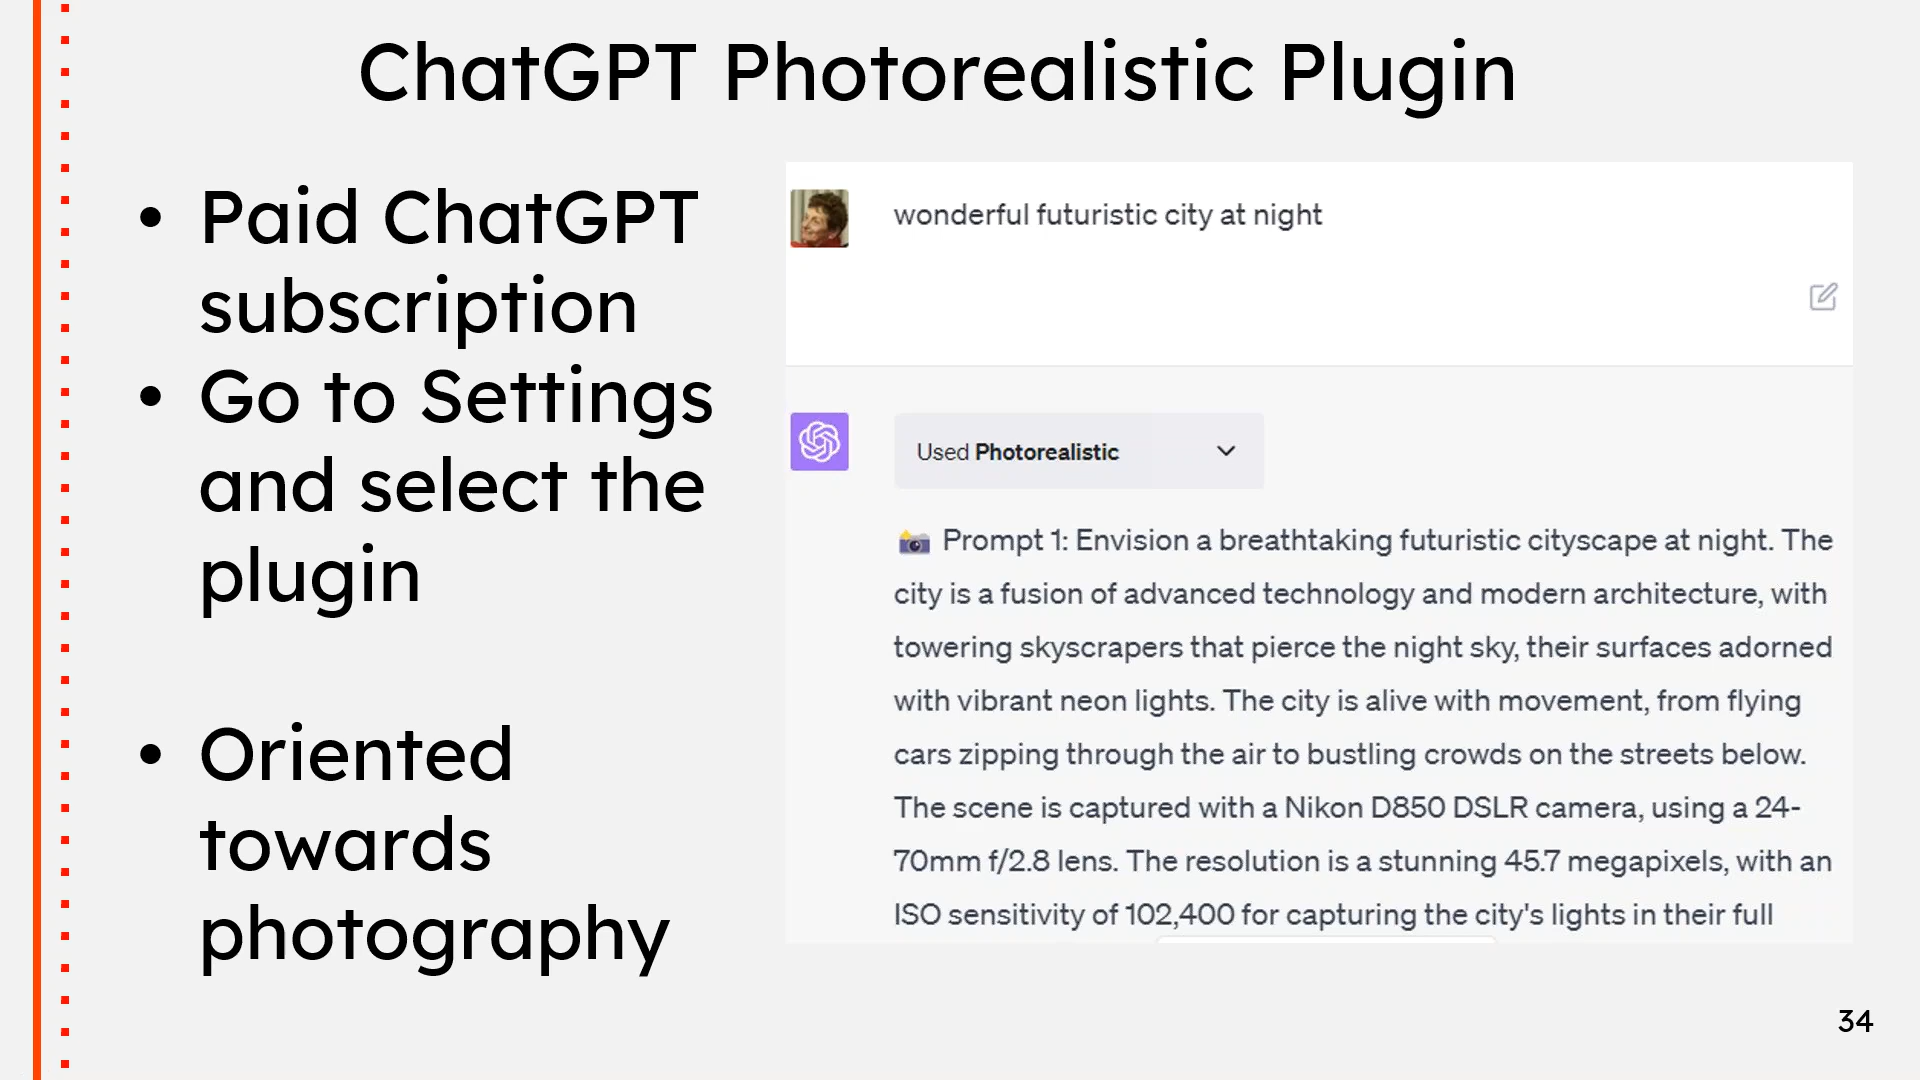 ChatGPT Photorealistic Plugin
• Paid ChatGPT
subscription
• Go to Settings
and select the
plugin
• Oriented
towards
photography
wonderful futuristic city at night
Used Photorealistic
📸 Prompt 1: Envision a breathtaking futuristic cityscape at night. The
city is a fusion of advanced technology and modern architecture, with
towering skyscrapers that pierce the night sky, their surfaces adorned
with vibrant neon lights. The city is alive with movement, from flying
cars zipping through the air to bustling crowds on the streets below.
The scene is captured with a Nikon D850 DSLR camera, using a 24-
70mm f/2.8 lens. The resolution is a stunning 45.7 megapixels, with an
ISO sensitivity of 102,400 for capturing the city's lights in their full
34